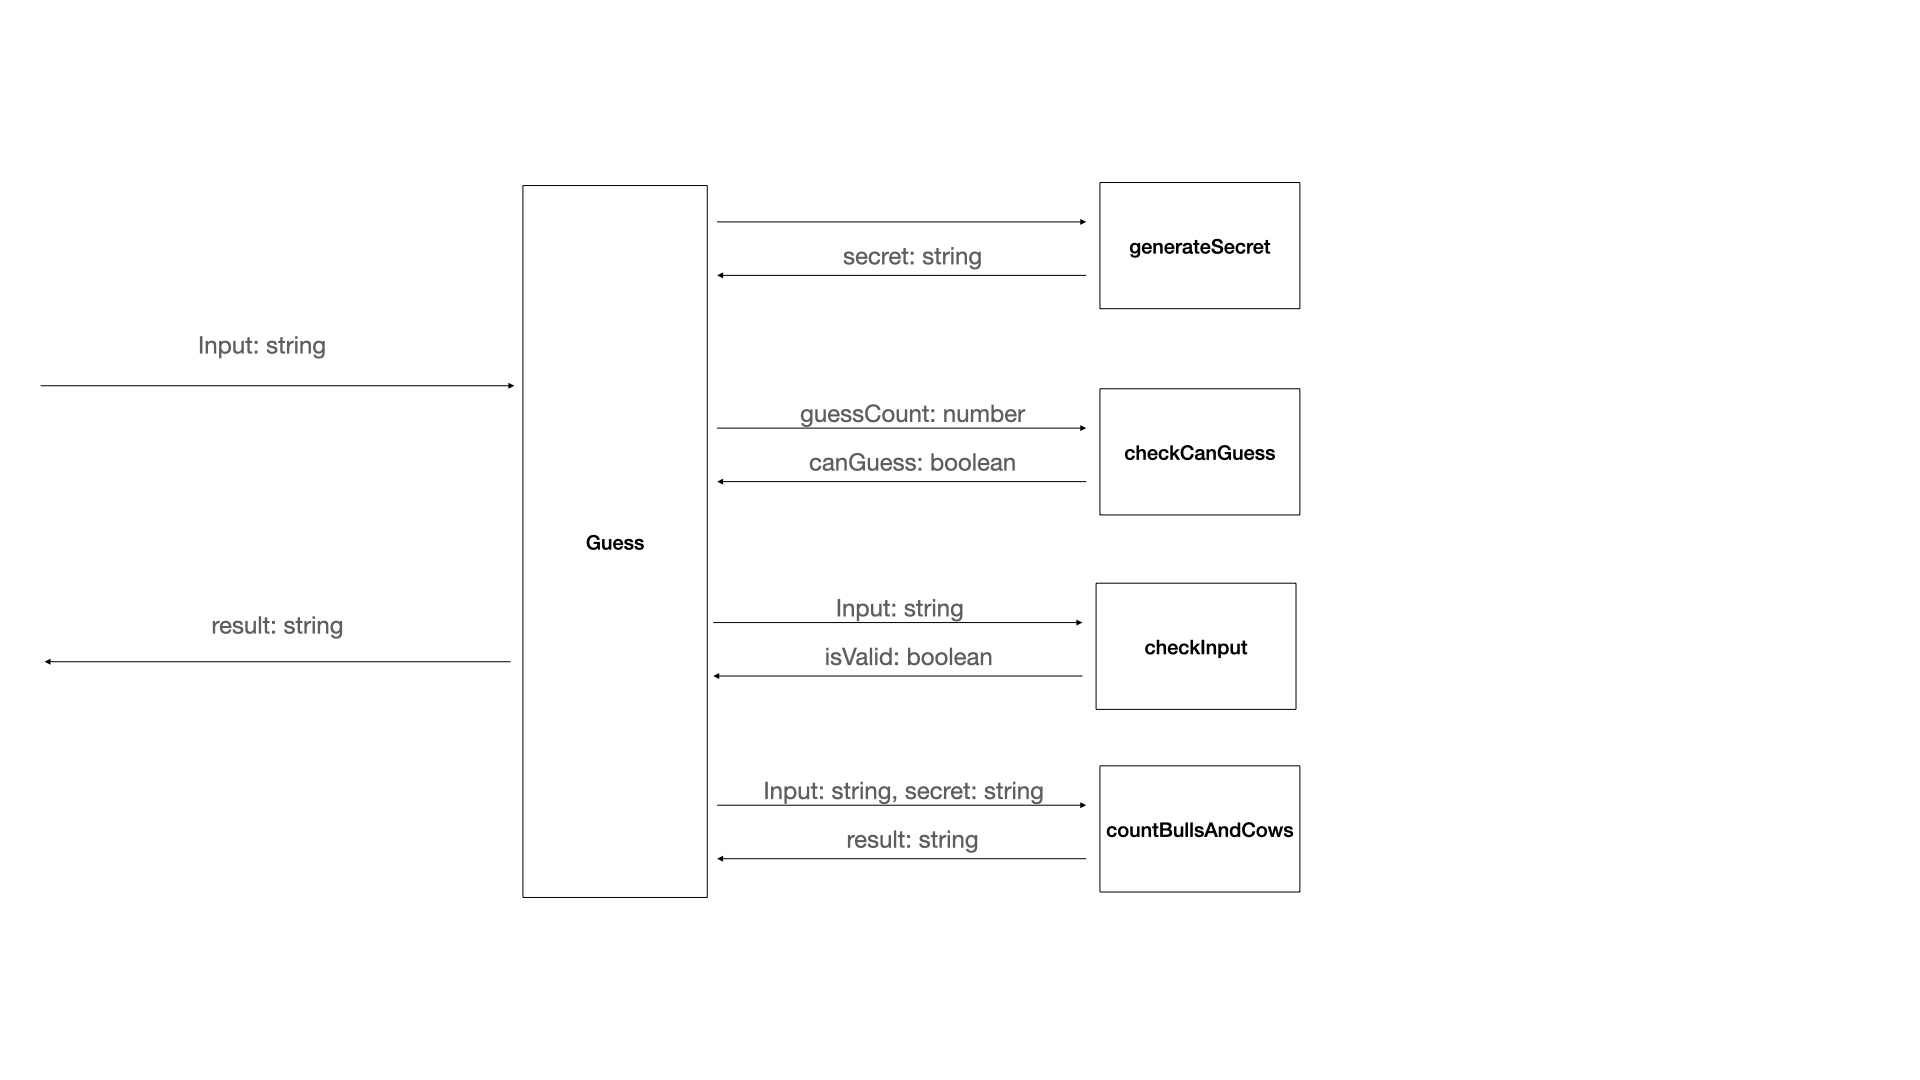 generateSecret
secret: string
Input: string
guessCount: number
checkCanGuess
canGuess: boolean
Guess
Input: string
result: string
checkInput
isValid: boolean
Input: string, secret: string
countBullsAndCows
result: string